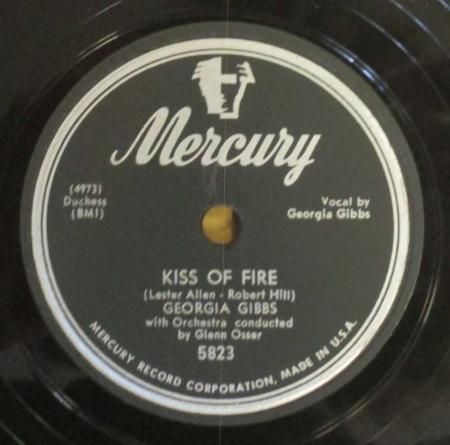 Mercury
(4973)
Duchess
(BMI)
Vocal by
Georgia Gibbs
KISS OF FIRE
(Lester Allen - Robert Hill)
GEORGIA GIBBS
with Orchestra conducted
by Glenn Osser
5823
MERCURY RECORD CORPORATION, MADE IN U.S.A.